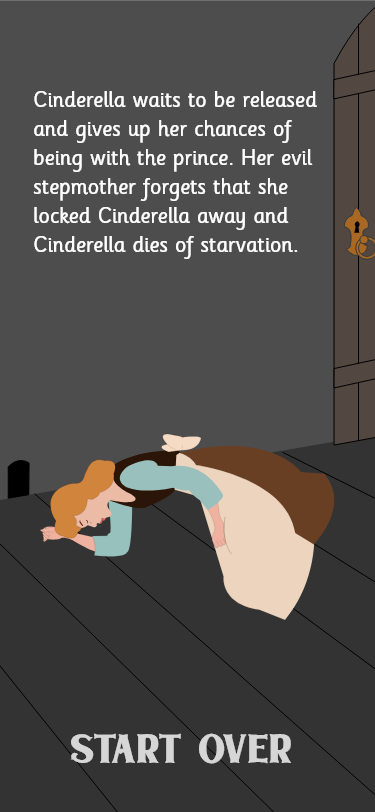 Cinderella waits to be released
and gives up her chances of
being with the prince. Her evil
stepmother forgets that she
locked Cinderella away and
Cinderella dies of starvation.
START OVER